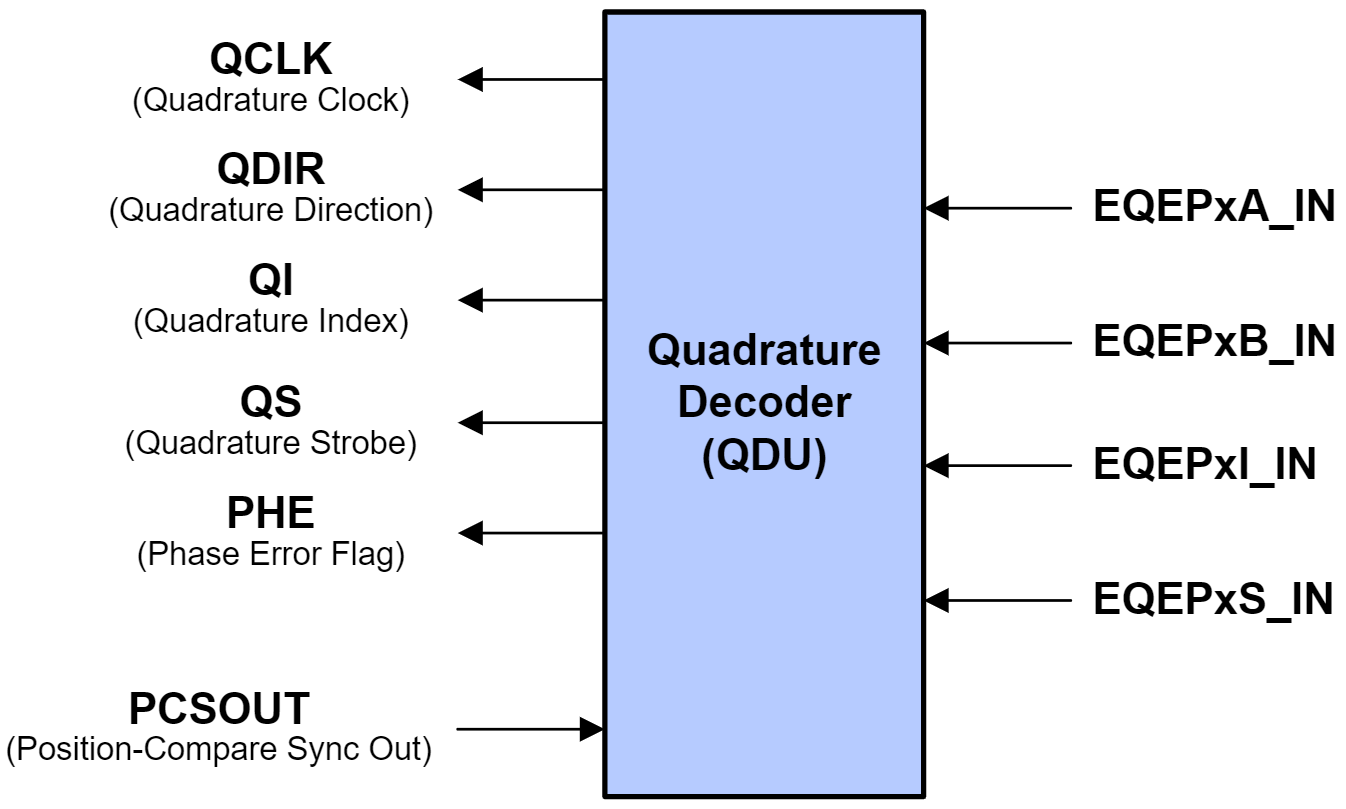 QCLK
(Quadrature Clock)
QDIR
(Quadrature Direction)
QI
(Quadrature Index)
QS
(Quadrature Strobe)
PHE
(Phase Error Flag)
PCSOUT
(Position-Compare Sync Out)
Quadrature
Decoder
(QDU)
EQEPxA_IN
EQEPxB_IN
EQEPxI_IN
EQEPxS_IN